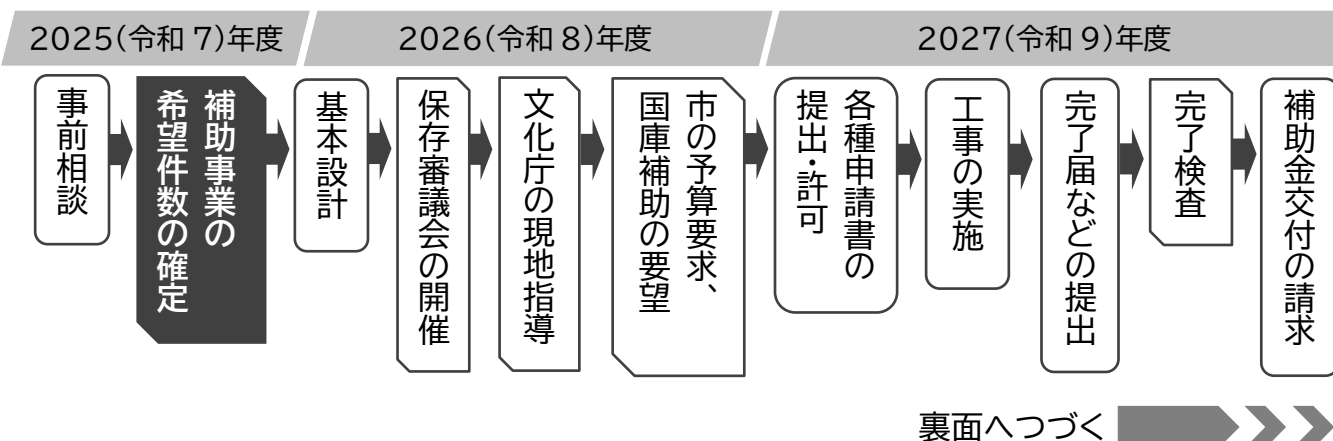 2025(令和7)年度
2026(令和8)年度
2027(令和9)年度
事前相談
補助事業の
希望件数の確定
基本設計
保存審議会の開催
文化庁の現地指導
市の予算要求、
国庫補助の要望
各種申請書の
提出・許可
工事の実施
完了届などの提出
完了検査
補助金交付の請求
裏面へつづく